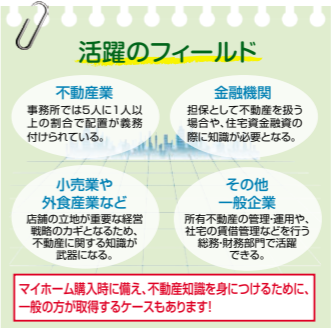 活躍のフィールド
不動産業
事務所では5人に1人以
上の割合で配置が義務
付けられている。
金融機関
担保として不動産を扱う
場合や、住宅資金融資の
際に知識が必要となる。
小売業や
外食産業など
店舗の立地が重要な経営
戦略のカギとなるため、
不動産に関する知識が
武器になる。
その他
一般企業
所有不動産の管理・運用や、
社宅の賃借管理などを行う
総務・財務部門で活躍
できる。
マイホーム購入時に備え、不動産知識を身につけるために、
一般の方が取得するケースもあります!